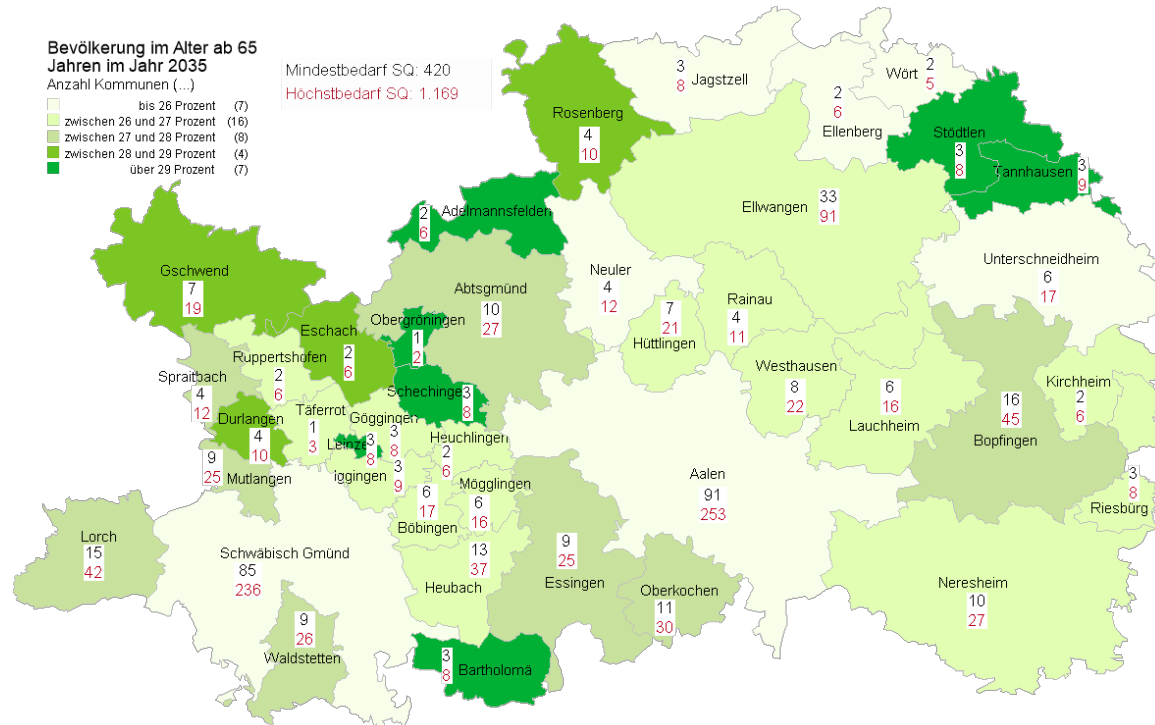 Bevölkerung im Alter ab 65
Jahren im Jahr 2035
Anzahl Kommunen (...)
bis 26 Prozent (7)
zwischen 26 und 27 Prozent (16)
zwischen 27 und 28 Prozent (8)
zwischen 28 und 29 Prozent (4)
über 29 Prozent (7)
Mindestbedarf SQ: 420
Höchstbedarf SQ: 1.169
Jagstzell
3
8
Wört
2
5
Ellenberg
2
6
Rosenberg
4
10
Stödtlen
3
8
Tannhausen
3
9
Ellwangen
33
91
Adelmannsfelden
2
6
Gschwend
7
19
Unterschneidheim
6
17
Neuler
4
12
Abtsgmünd
10
27
Rainau
4
11
Hüttlingen
7
21
Obergröningen
1
2
Eschach
2
6
Ruppertshofen
2
6
Spraitbach
4
12
Schechinge
3
8
Westhausen
8
22
Lauchheim
6
16
Kirchheim
2
6
Bopfingen
16
45
Durlangen
4
10
Täferrot
1
3
Göggingen
3
8
Leinze
3
8
Heuchlingen
2
6
iggingen
3
9
Mutlangen
9
25
Mögglingen
6
16
Böbingen
6
17
Aalen
91
253
Riesbürg
3
8
Lorch
15
42
Schwäbisch Gmünd
85
236
Heubach
13
37
Essingen
9
25
Oberkochen
11
30
Neresheim
10
27
Waldstetten
9
26
Bartholomä
3
8